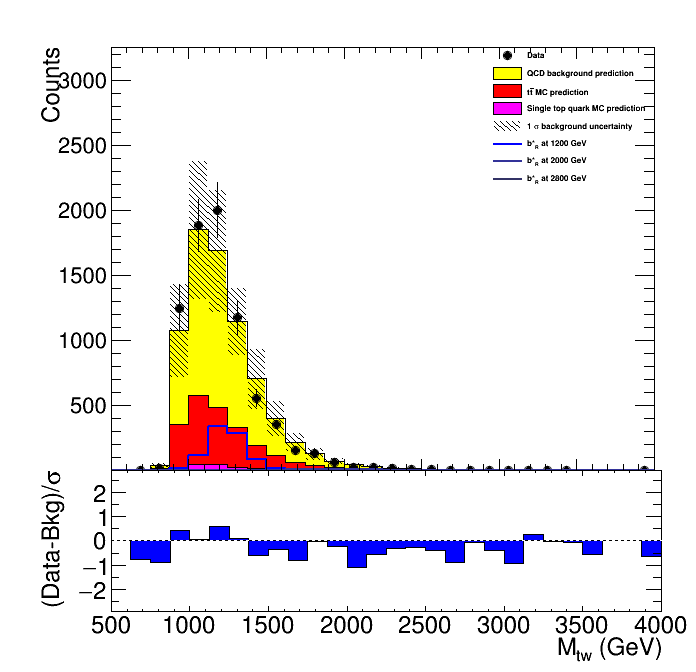 Counts
3000
2500
2000
1500
1000
500
Data
QCD background prediction
tt̄ MC prediction
Single top quark MC prediction
1 σ background uncertainty
b*R at 1200 GeV
b*R at 2000 GeV
b*R at 2800 GeV
(Data-Bkg)/σ
2
1
0
−1
−2
500 1000 1500 2000 2500 3000 3500 4000
Mtw (GeV)